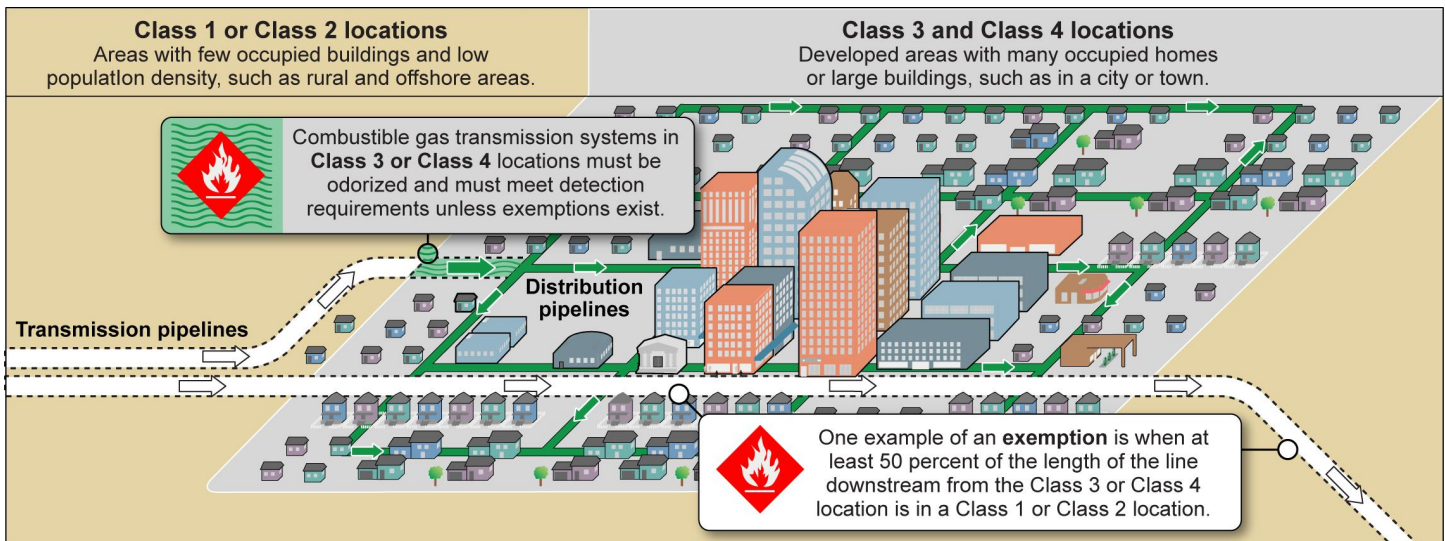 Class 1 or Class 2 locations
Areas with few occupied buildings and low
population density, such as rural and offshore areas.
Class 3 and Class 4 locations
Developed areas with many occupied homes
or large buildings, such as in a city or town.
Combustible gas transmission systems in
Class 3 or Class 4 locations must be
odorized and must meet detection
requirements unless exemptions exist.
Distribution
pipelines
Transmission pipelines
One example of an exemption is when at
least 50 percent of the length of the line
downstream from the Class 3 or Class 4
location is in a Class 1 or Class 2 location.